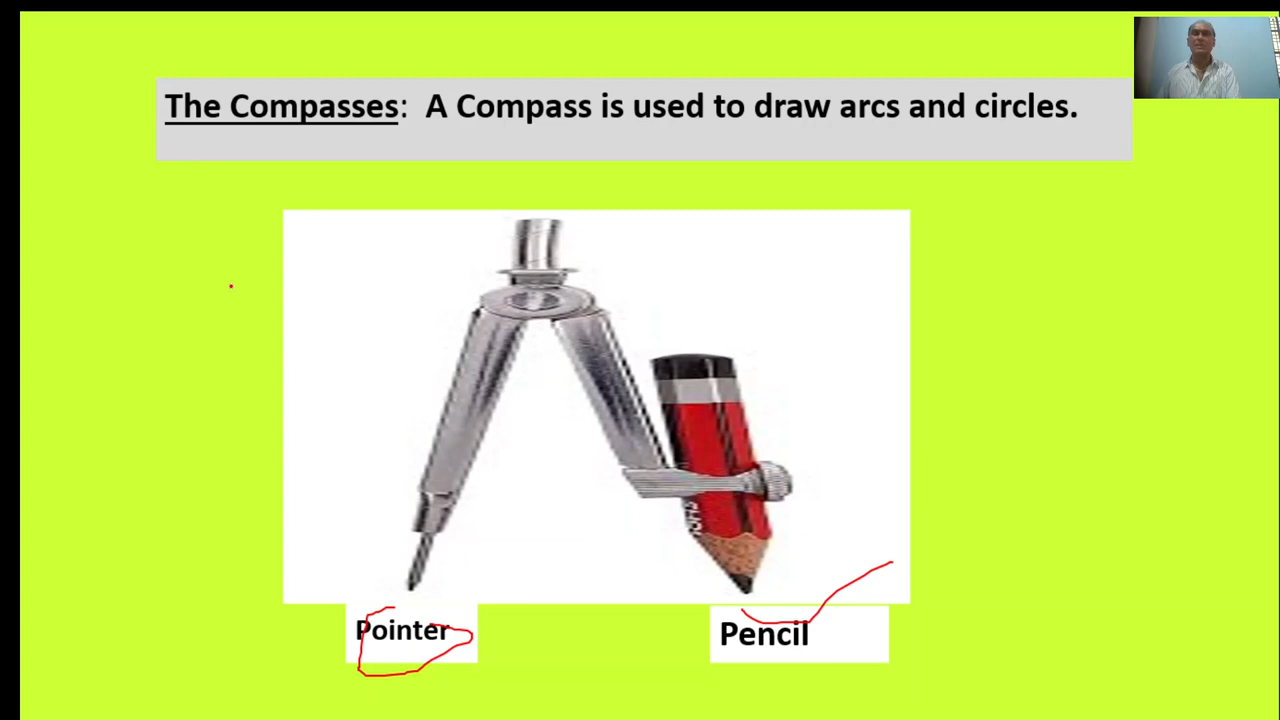 The Compasses: A Compass is used to draw arcs and circles.
Pointer
Pencil